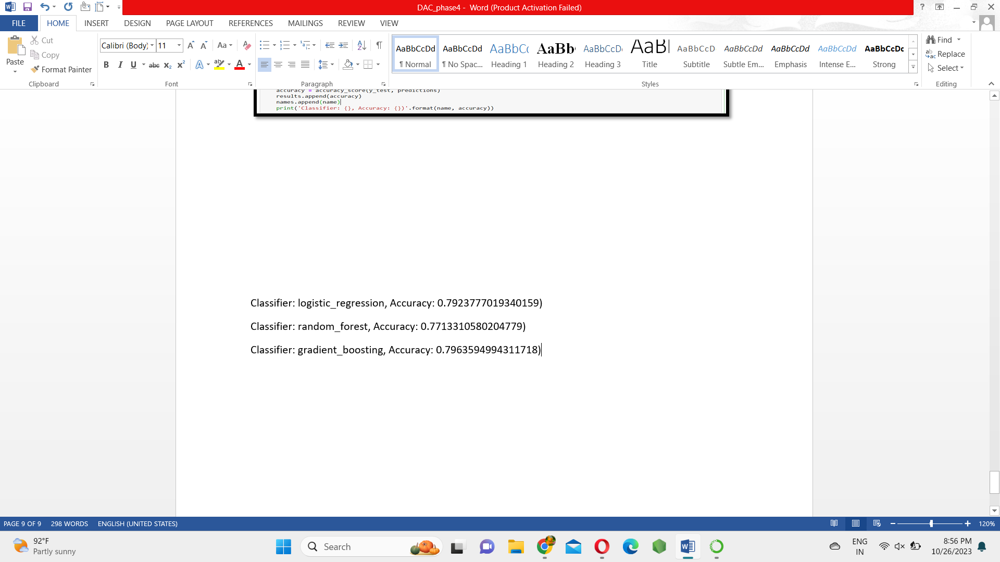 DAC_phase4 - Word (Product Activation Failed)
FILE HOME INSERT DESIGN PAGE LAYOUT REFERENCES MAILINGS REVIEW VIEW
Paste
Cut
Copy
Format Painter
Clipboard
Calibri (Body) 11
Font
Paragraph
AaBbCcDd AaBbCcDd AaBbC AaBb AaBbCcD AaB AaBbCcD AaBbCcDd AaBbCcDd AaBbCcDd AaBbCcDc
¶ Normal ¶ No Spac... Heading 1 Heading 2 Heading 3 Title Subtitle Subtle Em... Emphasis Intense E... Strong
Styles
Find
Replace
Select
Editing
accuracy = accuracy_score(y_test, predictions)
results.append(accuracy)
names.append(name)
print('Classifier: {}, Accuracy: {})'.format(name, accuracy))
Classifier: logistic_regression, Accuracy: 0.7923777019340159)
Classifier: random_forest, Accuracy: 0.7713310580204779)
Classifier: gradient_boosting, Accuracy: 0.7963594994311718)
PAGE 9 OF 9 298 WORDS ENGLISH (UNITED STATES) 120%
92°F
Partly sunny
Search
ENG
IN
8:56 PM
10/26/2023